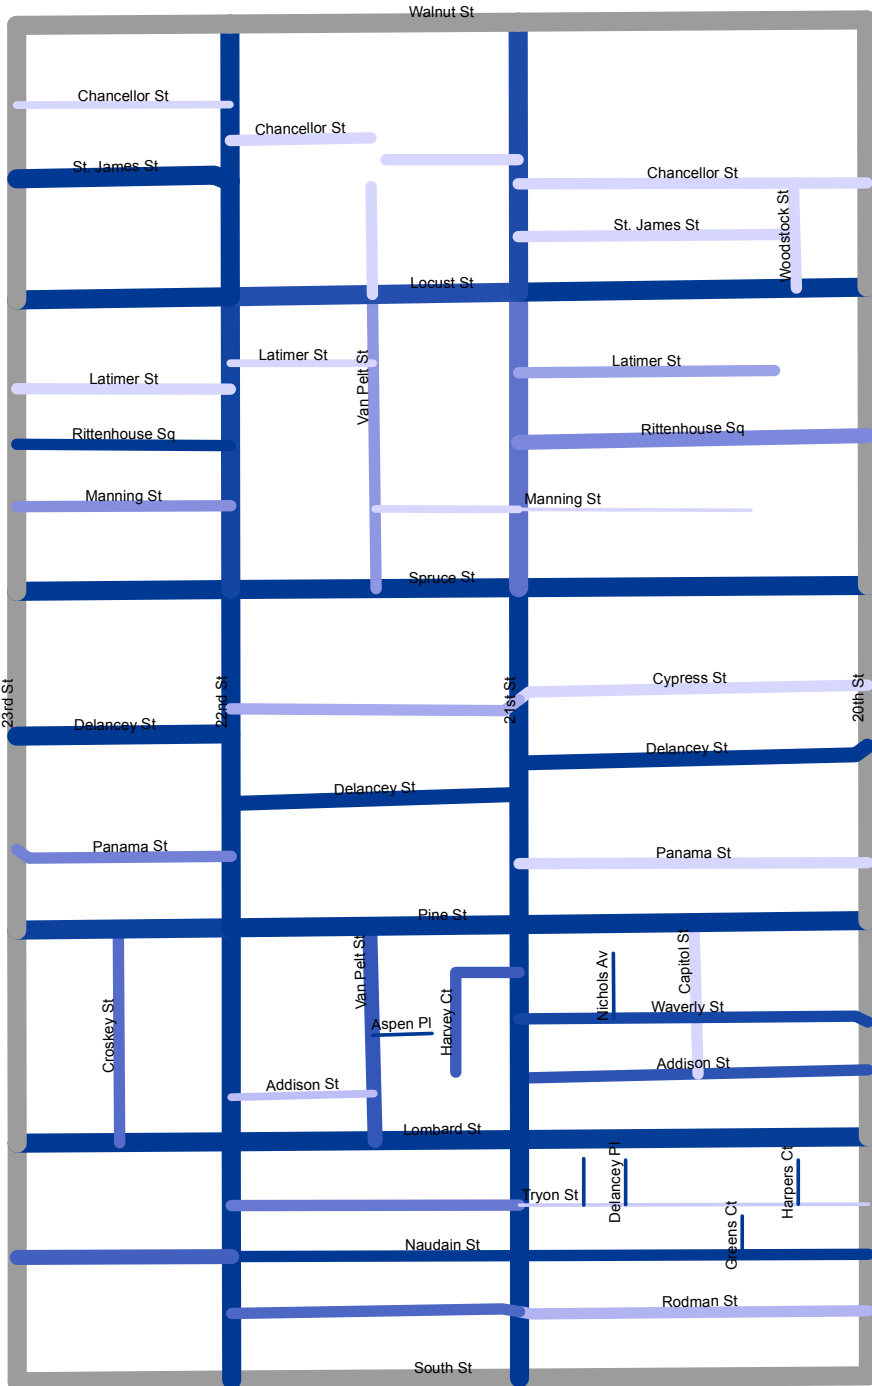 Walnut St
Chancellor St
Chancellor St
St. James St
Chancellor St
St. James St
Woodstock St
Locust St
Latimer St
Latimer St
Latimer St
Van Pelt St
Rittenhouse Sq
Rittenhouse Sq
Manning St
Manning St
Spruce St
23rd St
22nd St
21st St
20th St
Cypress St
Delancey St
Delancey St
Delancey St
Panama St
Panama St
Pine St
Croskey St
Van Pelt St
Aspen Pl
Harvey Ct
Nichols Av
Capitol St
Waverly St
Addison St
Addison St
Lombard St
Tryon St
Delancey Pl
Harpers Ct
Greens Ct
Naudain St
Rodman St
South St